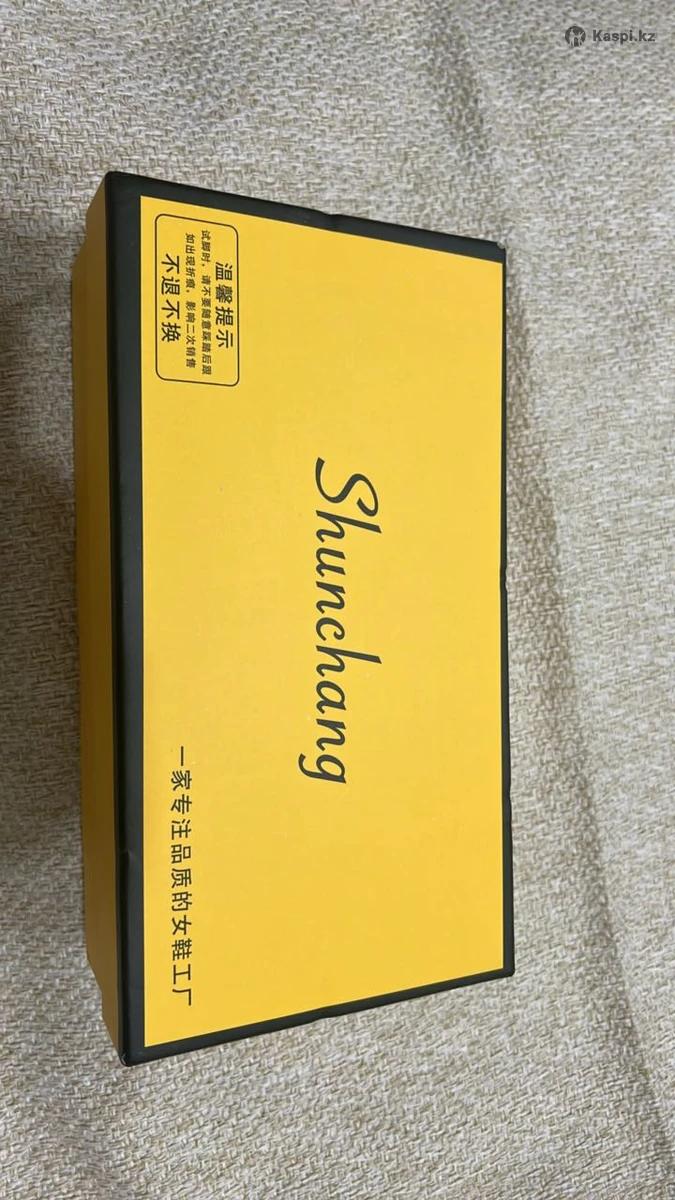 Kaspi.kz
温馨提示
试脚时，请不要随意踩踏后跟
如出现折痕，影响二次销售
不退不换
Shunchang
一家专注品质的女鞋工厂